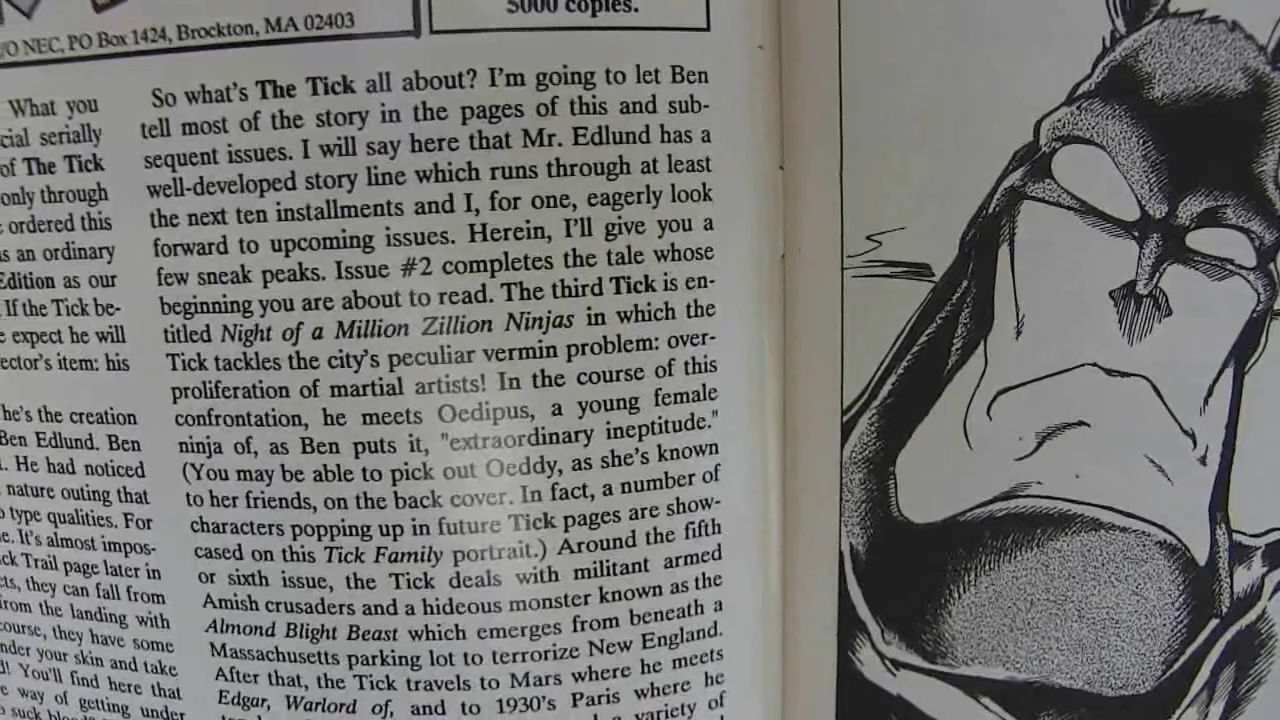 /O NEC, PO Box 1424, Brockton, MA 02403
5000 copies.
What you
cial serially
of The Tick
only through
ordered this
s an ordinary
Edition as our
If the Tick be-
expect he will
ector's item: his
he's the creation
Ben Edlund. Ben
. He had noticed
nature outing that
type qualities. For
e. It's almost impos-
ck Trail page later in
ts, they can fall from
from the landing with
course, they have some
nder your skin and take
d! You'll find here that
e way of getting under
suck
So what's The Tick all about? I'm going to let Ben
tell most of the story in the pages of this and sub-
sequent issues. I will say here that Mr. Edlund has a
well-developed story line which runs through at least
the next ten installments and I, for one, eagerly look
forward to upcoming issues. Herein, I'll give you a
few sneak peaks. Issue #2 completes the tale whose
beginning you are about to read. The third Tick is en-
titled Night of a Million Zillion Ninjas in which the
Tick tackles the city's peculiar vermin problem: over-
proliferation of martial artists! In the course of this
confrontation, he meets Oedipus, a young female
ninja of, as Ben puts it, "extraordinary ineptitude."
(You may be able to pick out Oeddy, as she's known
to her friends, on the back cover. In fact, a number of
characters popping up in future Tick pages are show-
cased on this Tick Family portrait.) Around the fifth
or sixth issue, the Tick deals with militant armed
Amish crusaders and a hideous monster known as the
Almond Blight Beast which emerges from beneath a
Massachusetts parking lot to terrorize New England.
After that, the Tick travels to Mars where he meets
Edgar, Warlord of, and to 1930's Paris where he
a variety of